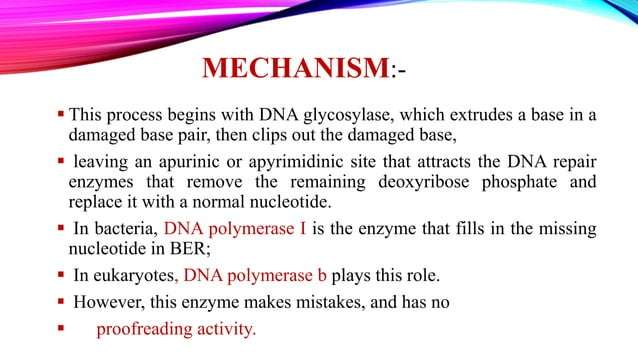 MECHANISM:-
▪ This process begins with DNA glycosylase, which extrudes a base in a
damaged base pair, then clips out the damaged base,
▪ leaving an apurinic or apyrimidinic site that attracts the DNA repair
enzymes that remove the remaining deoxyribose phosphate and
replace it with a normal nucleotide.
▪ In bacteria, DNA polymerase I is the enzyme that fills in the missing
nucleotide in BER;
▪ In eukaryotes, DNA polymerase b plays this role.
▪ However, this enzyme makes mistakes, and has no
▪ proofreading activity.